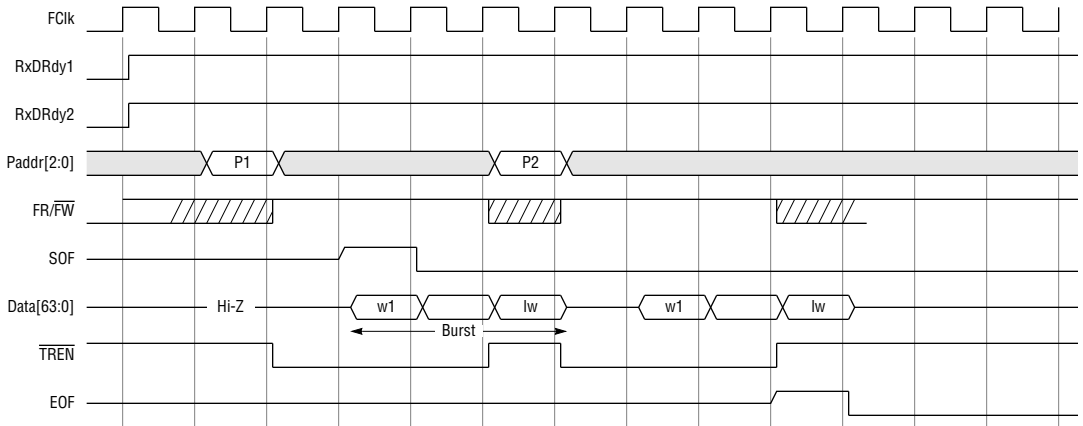 FClk
RxDRdy1
RxDRdy2
Paddr[2:0] P1 P2
FR/FW
SOF
Data[63:0] Hi-Z w1 lw w1 lw
Burst
TREN
EOF